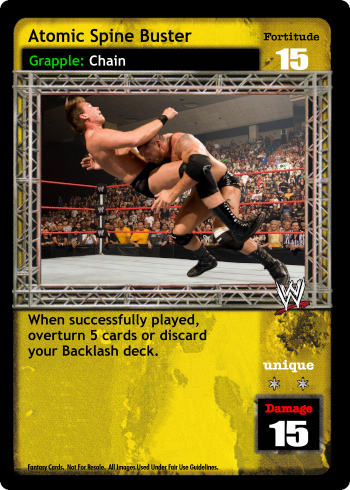 Atomic Spine Buster
Fortitude
15
Grapple: Chain
W
When successfully played,
overturn 5 cards or discard
your Backlash deck.
unique
Damage
15
Fantasy Cards. Not For Resale. All Images Used Under Fair Use Guidelines.